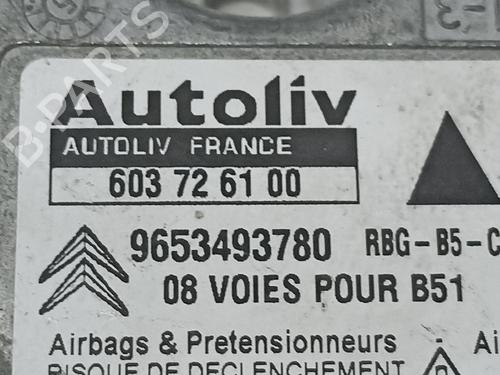 Autoliv
AUTOLIV FRANCE
603 72 61 00
9653493780 RBG-B5-C
08 VOIES POUR B51
Airbags & Pretensionneurs
RISQUE DE DECLENCHEMENT
B-PARTS